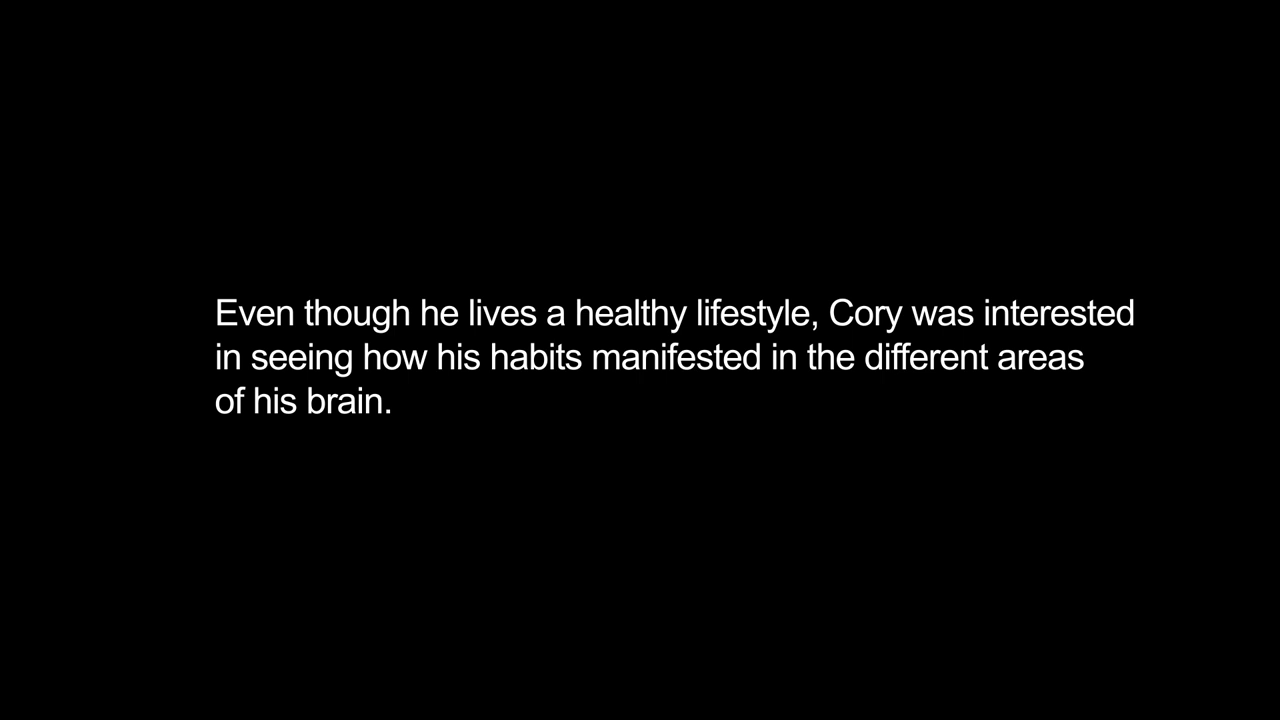 Even though he lives a healthy lifestyle, Cory was interested
in seeing how his habits manifested in the different areas
of his brain.